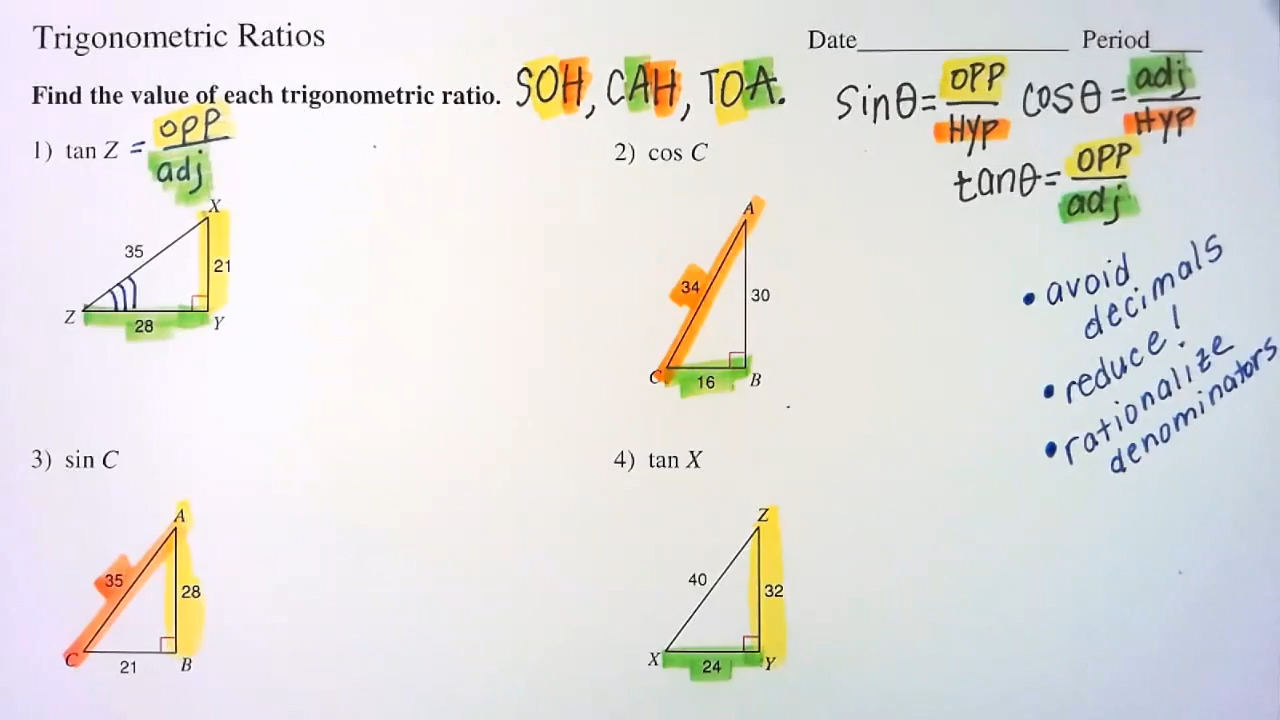 Trigonometric Ratios
Date____________________ Period____
Find the value of each trigonometric ratio. SOH, CAH, TOA.
sinθ = OPP/HYP cosθ = adj/HYP
tanθ = OPP/adj
1) tan Z = OPP/adj
X
35
21
Z
28
Y
2) cos C
A
34
30
C
16
B
• avoid
decimals
• reduce!
• rationalize
denominators
3) sin C
A
35
28
C
21
B
4) tan X
Z
40
32
X
24
Y